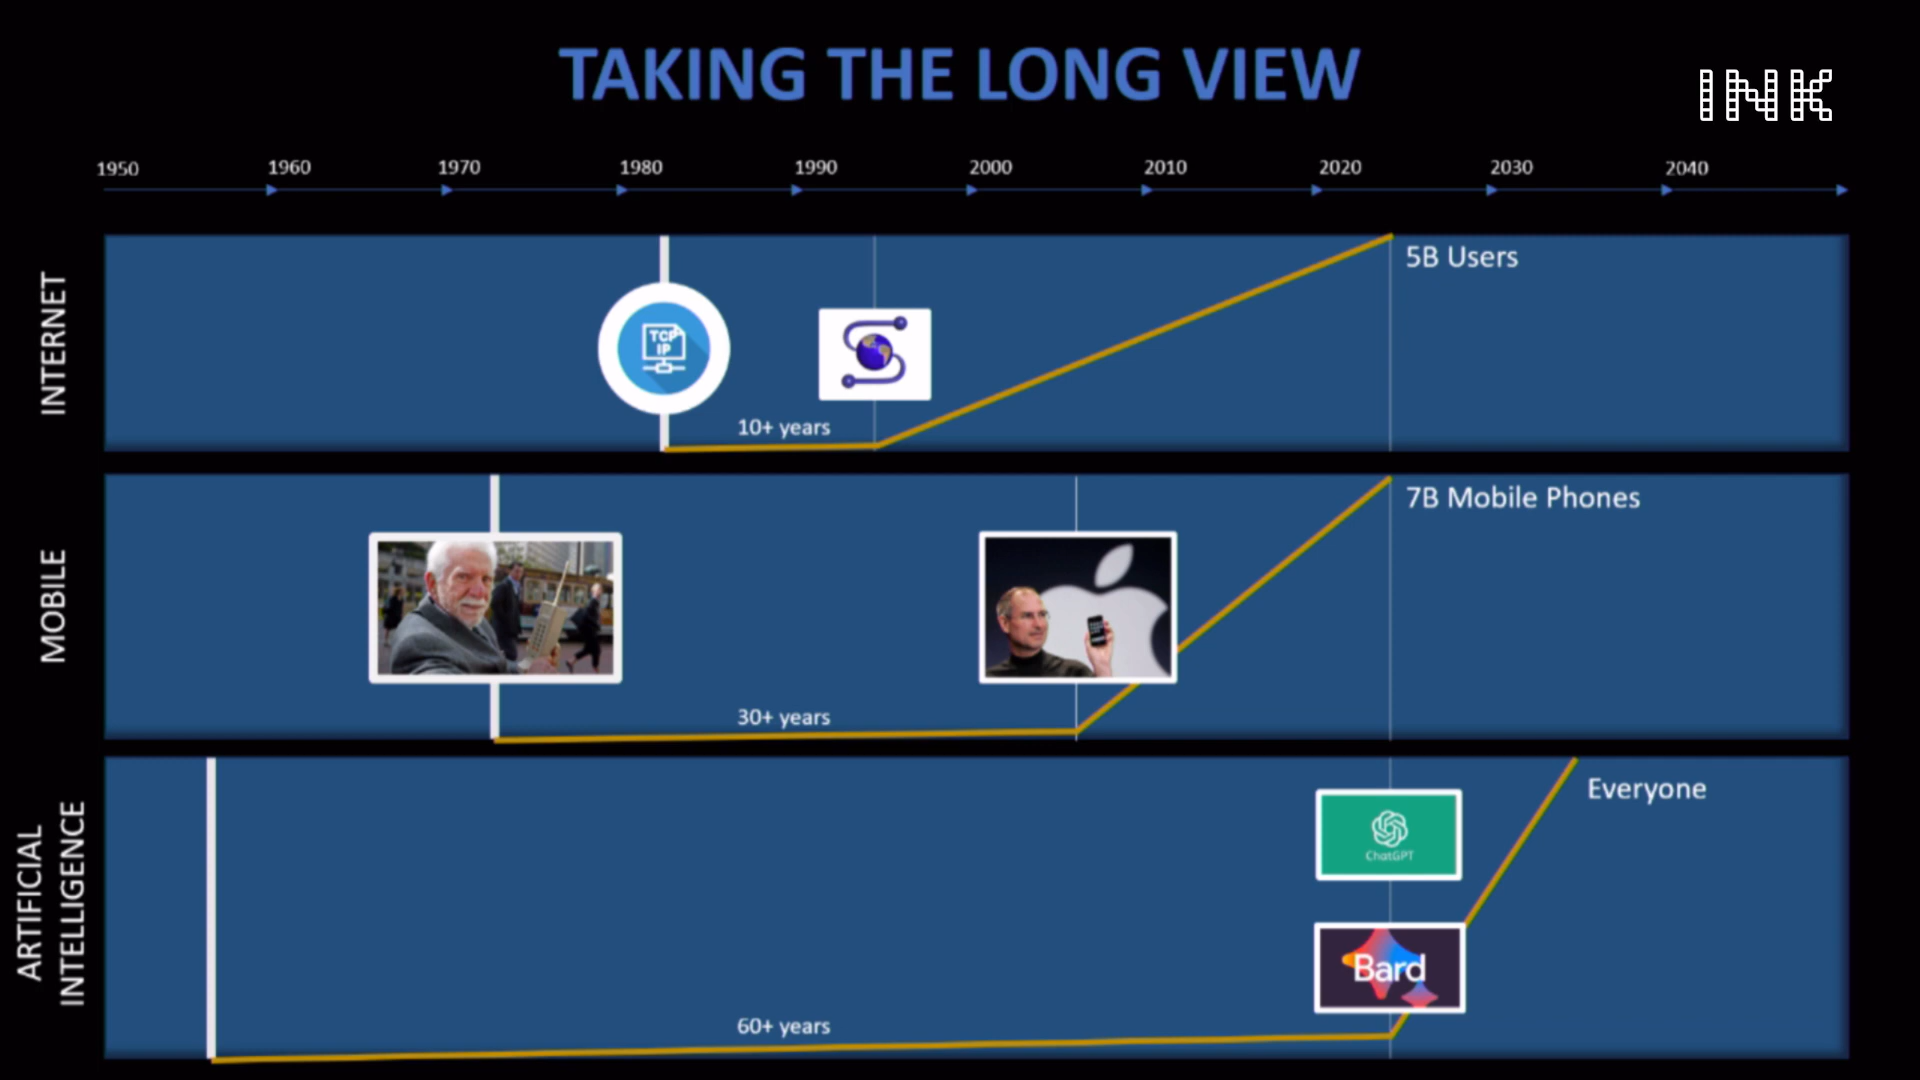 TAKING THE LONG VIEW
INK
1950 1960 1970 1980 1990 2000 2010 2020 2030 2040
INTERNET
TCP
IP
10+ years
5B Users
MOBILE
30+ years
7B Mobile Phones
ARTIFICIAL
INTELLIGENCE
60+ years
ChatGPT
Bard
Everyone